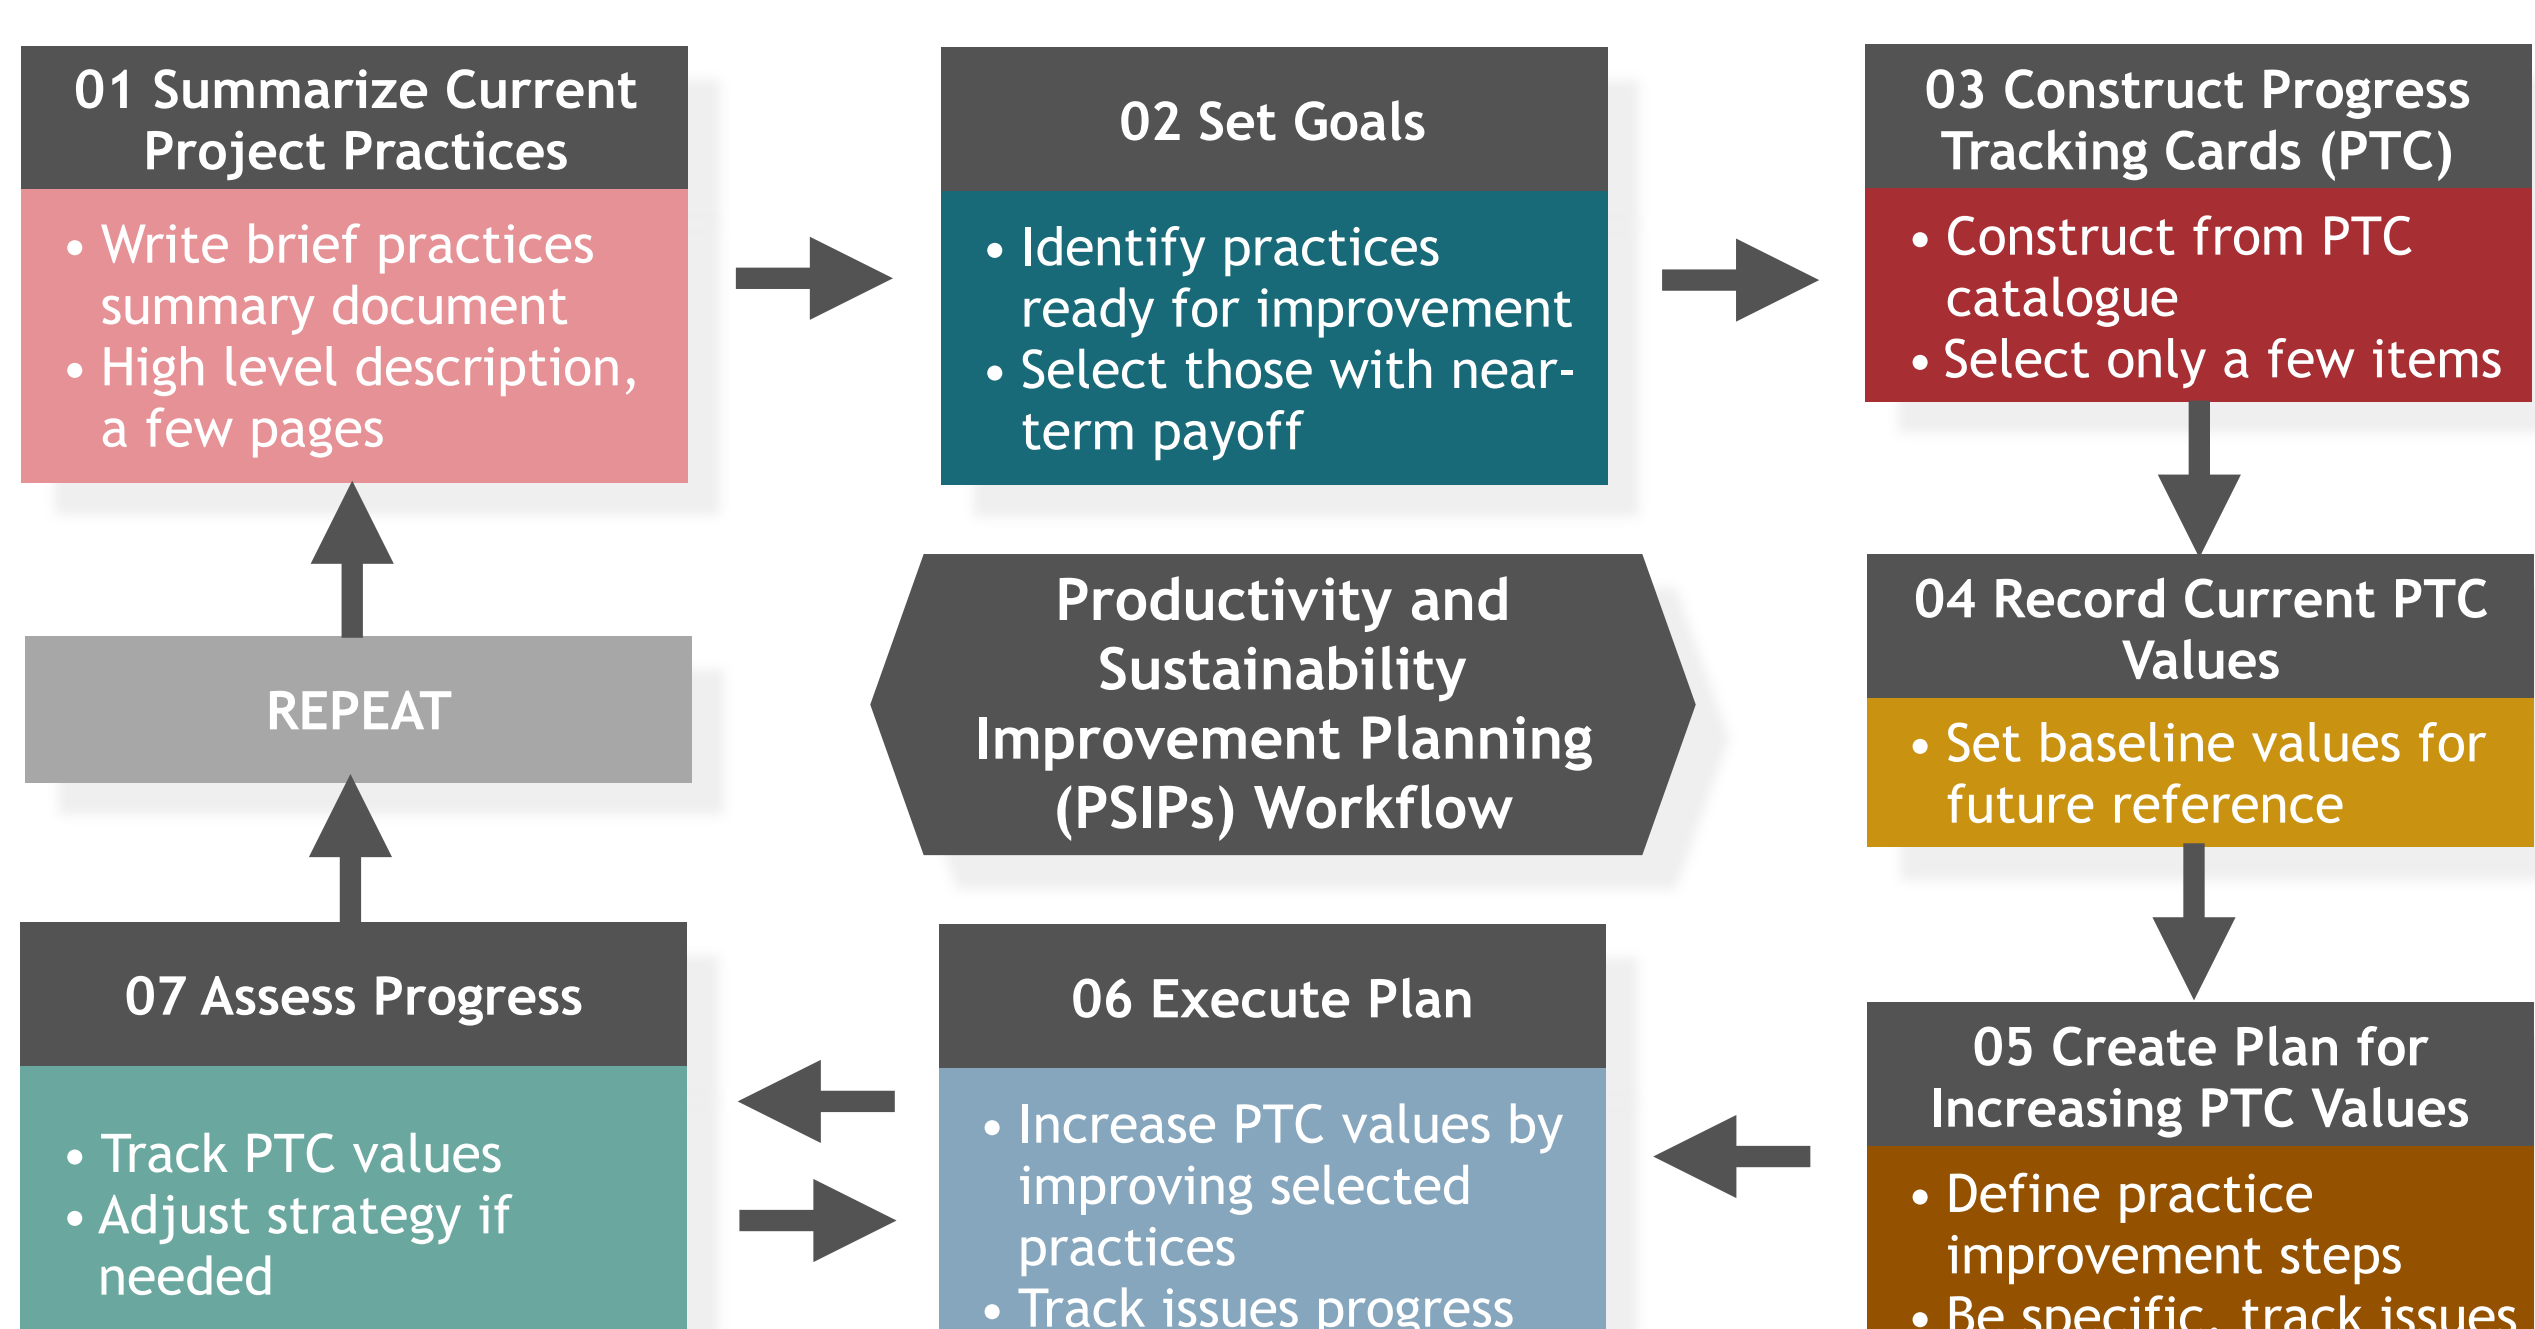 01 Summarize Current
Project Practices
• Write brief practices
summary document
• High level description,
a few pages
02 Set Goals
• Identify practices
ready for improvement
• Select those with near-
term payoff
03 Construct Progress
Tracking Cards (PTC)
• Construct from PTC
catalogue
• Select only a few items
04 Record Current PTC
Values
• Set baseline values for
future reference
05 Create Plan for
Increasing PTC Values
• Define practice
improvement steps
• Be specific, track issues
06 Execute Plan
• Increase PTC values by
improving selected
practices
• Track issues progress
07 Assess Progress
• Track PTC values
• Adjust strategy if
needed
REPEAT
Productivity and
Sustainability
Improvement Planning
(PSIPs) Workflow